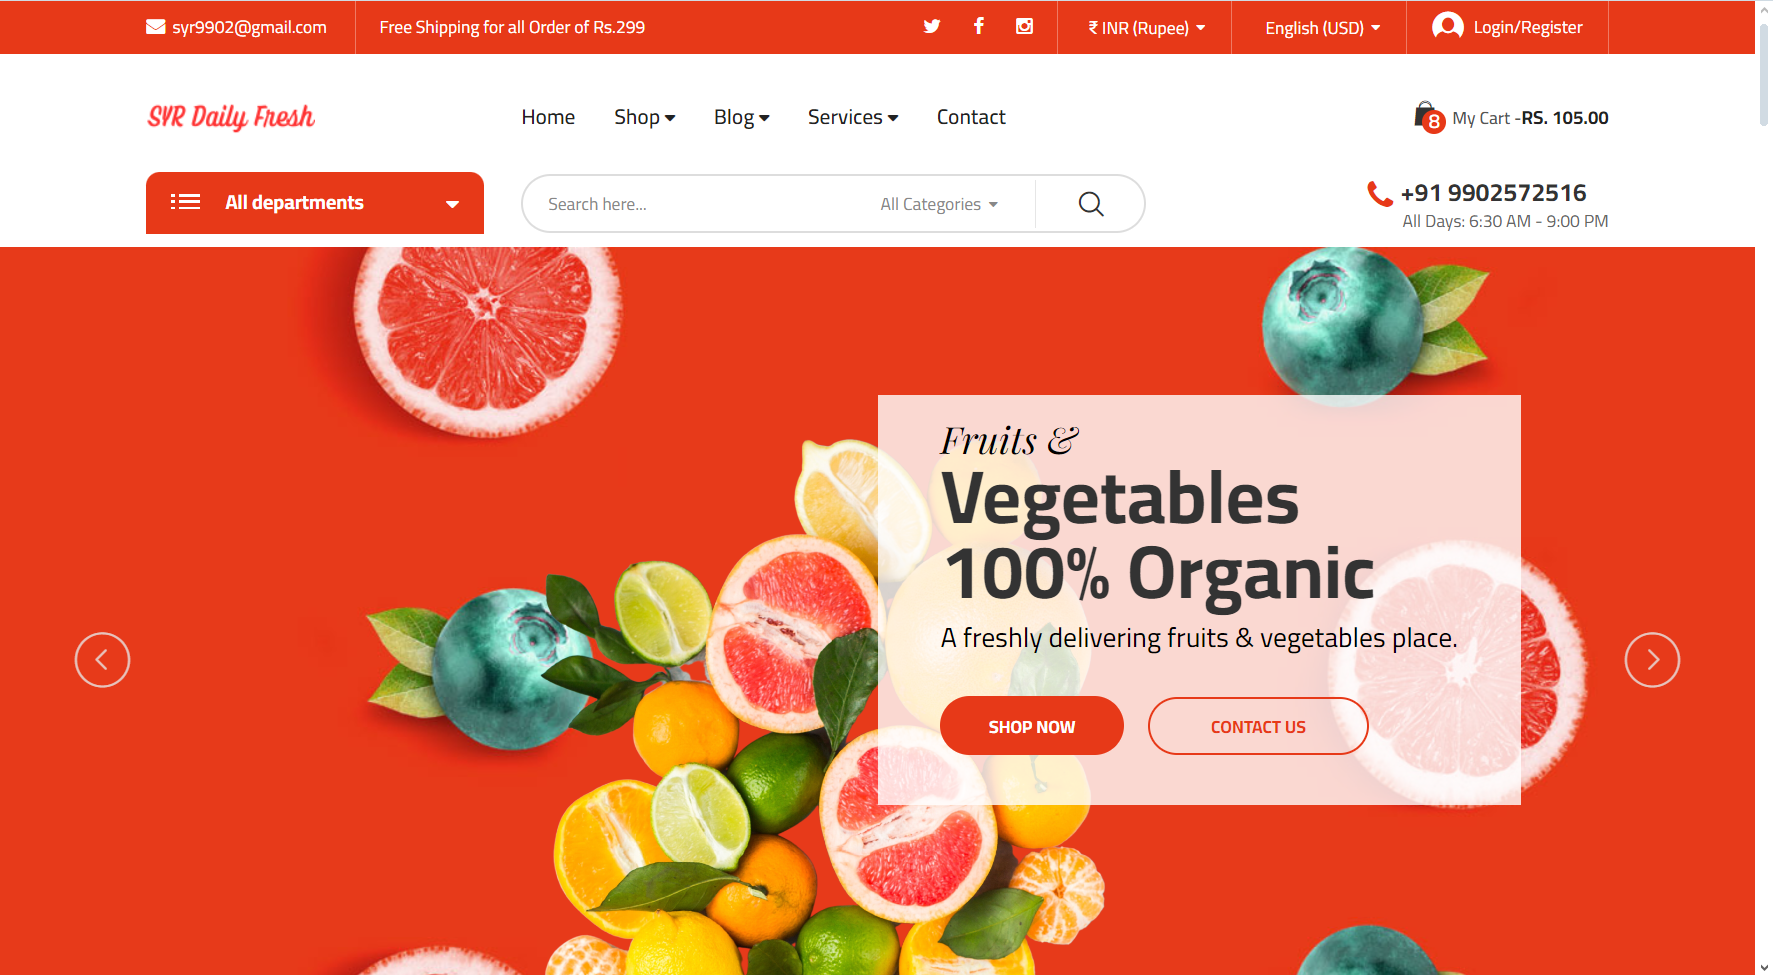 syr9902@gmail.com
Free Shipping for all Order of Rs.299
₹ INR (Rupee)
English (USD)
Login/Register
SYR Daily Fresh
Home
Shop
Blog
Services
Contact
8
My Cart -RS. 105.00
All departments
Search here...
All Categories
+91 9902572516
All Days: 6:30 AM - 9:00 PM
Fruits &
Vegetables
100% Organic
A freshly delivering fruits & vegetables place.
SHOP NOW
CONTACT US